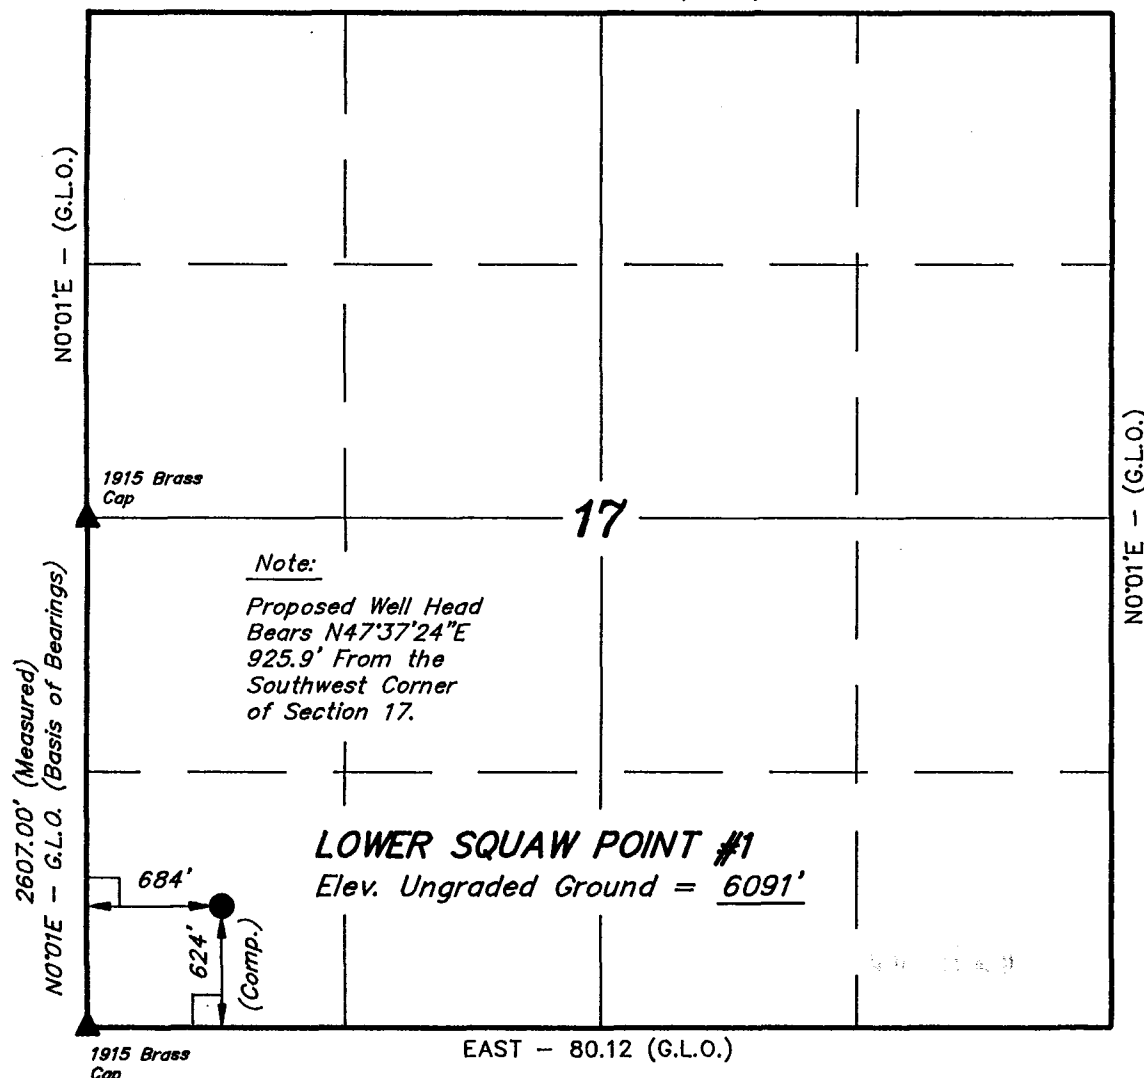 N0°01'E – (G.L.O.)
1915 Brass
Cap
17
N0°01'E – (G.L.O.)
Note:
Proposed Well Head
Bears N47°37'24"E
925.9' From the
Southwest Corner
of Section 17.
2607.00' (Measured)
N0°01E – G.L.O. (Basis of Bearings)
LOWER SQUAW POINT #1
Elev. Ungraded Ground = 6091'
684'
624'
(Comp.)
EAST – 80.12 (G.L.O.)
1915 Brass
Cap